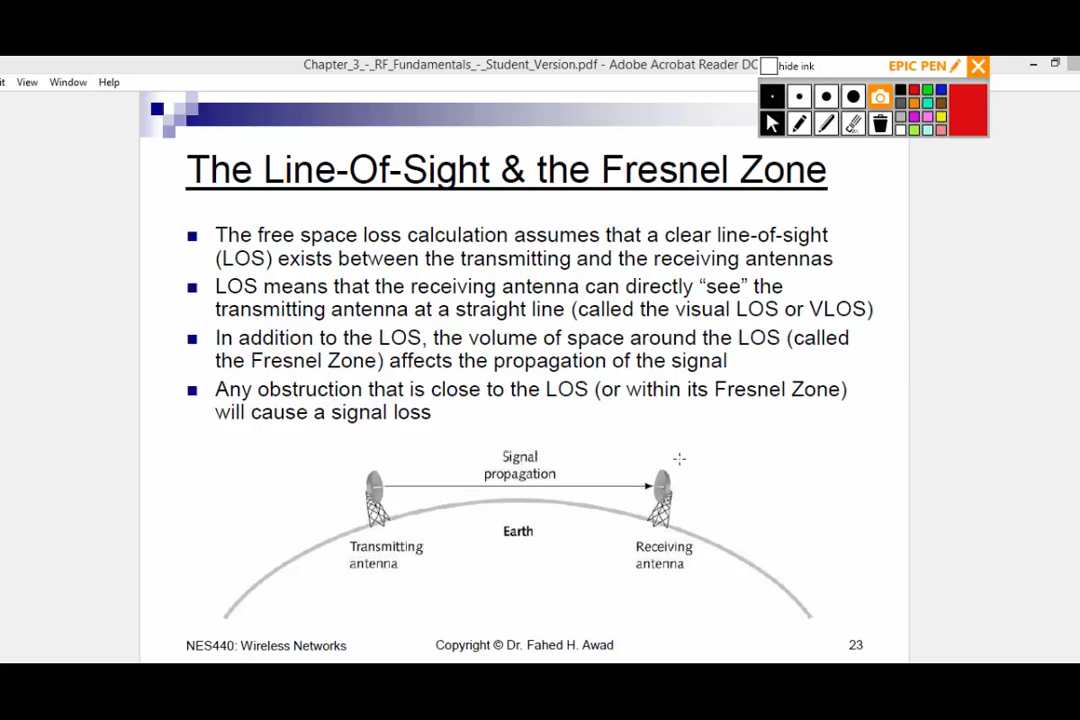 Chapter_3_-_RF_Fundamentals_-_Student_Version.pdf - Adobe Acrobat Reader DC
hide ink
EPIC PEN
it View Window Help
The Line-Of-Sight & the Fresnel Zone
The free space loss calculation assumes that a clear line-of-sight
(LOS) exists between the transmitting and the receiving antennas
LOS means that the receiving antenna can directly “see” the
transmitting antenna at a straight line (called the visual LOS or VLOS)
In addition to the LOS, the volume of space around the LOS (called
the Fresnel Zone) affects the propagation of the signal
Any obstruction that is close to the LOS (or within its Fresnel Zone)
will cause a signal loss
Signal
propagation
Earth
Transmitting
antenna
Receiving
antenna
NES440: Wireless Networks
Copyright © Dr. Fahed H. Awad
23